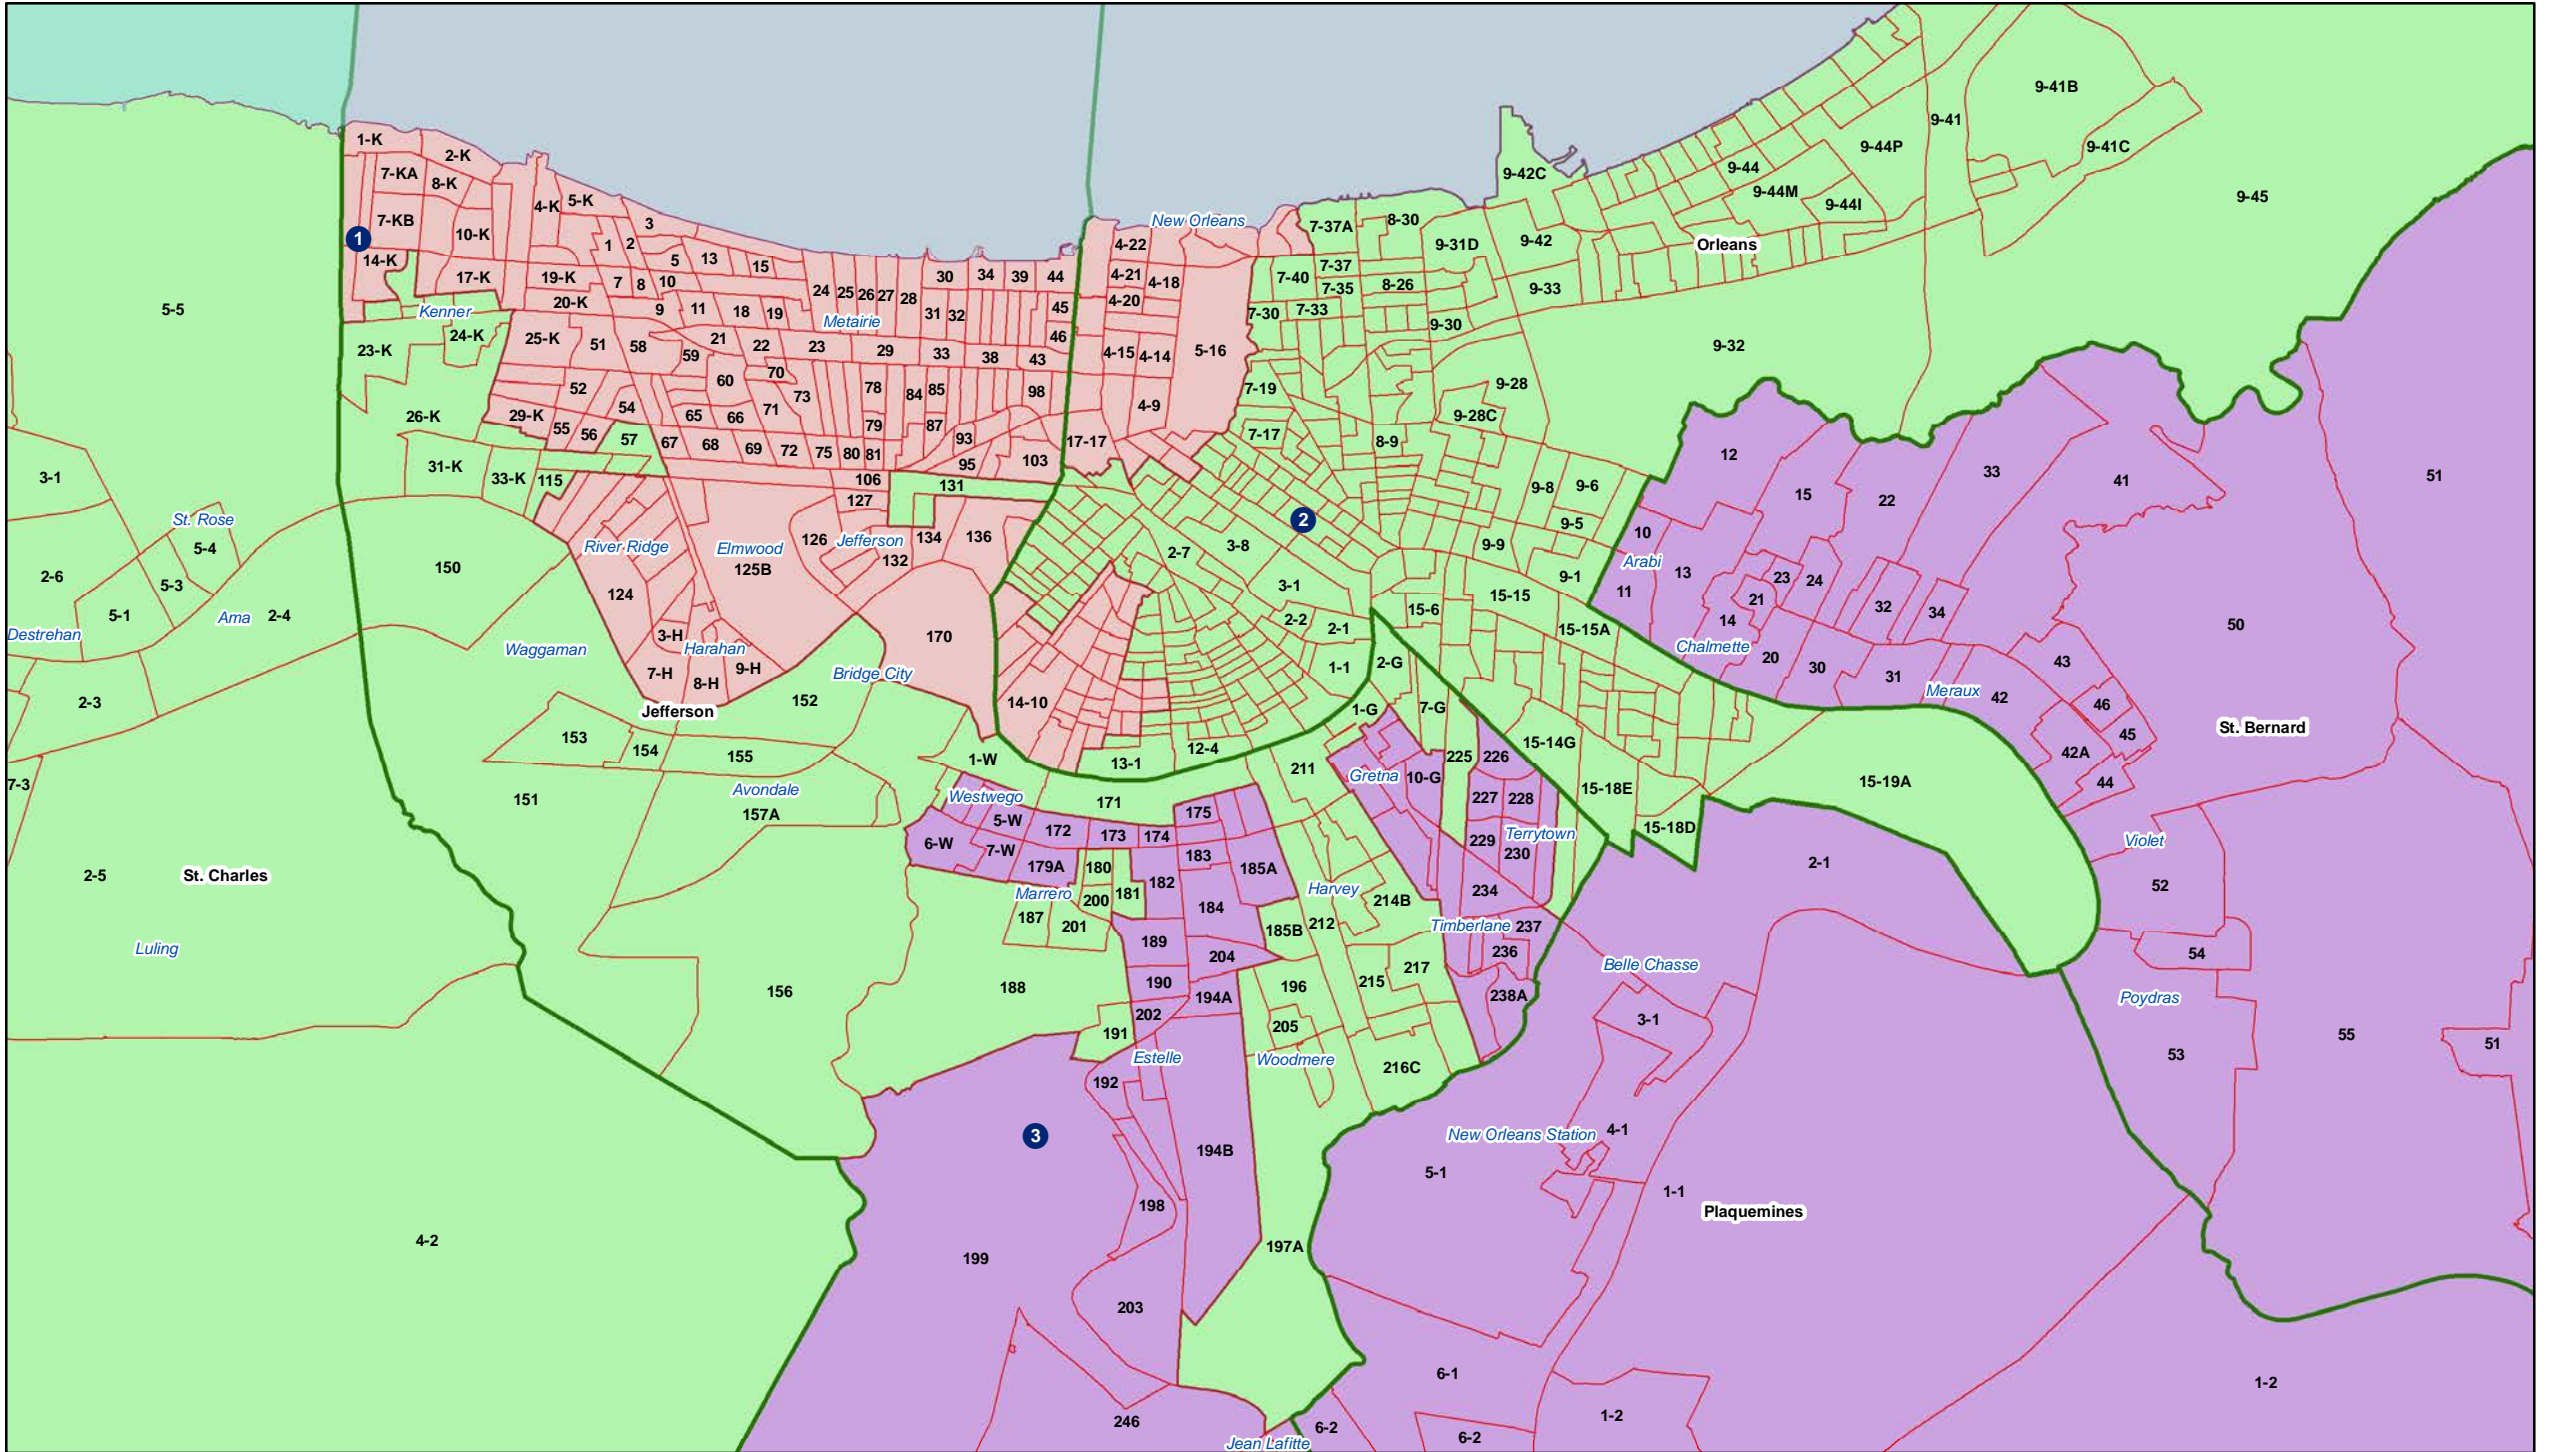 1-K
2-K
7-KA
8-K
7-KB
4-K
5-K
10-K
1
14-K
17-K
19-K
20-K
Kenner
24-K
23-K
25-K
26-K
29-K
31-K
33-K
115
5-5
3
1
2
5
13
15
7
8
10
9
11
18
19
24
25
26
27
28
30
34
39
44
31
32
45
46
Metairie
51
58
59
21
22
23
29
33
38
43
52
60
70
73
78
84
85
98
54
65
66
71
79
87
93
55
56
57
67
68
69
72
75
80
81
95
103
106
131
127
New Orleans
4-22
4-21
4-18
4-20
4-15
4-14
5-16
4-9
17-17
7-37A
8-30
9-31D
9-42C
9-42
7-37
7-40
7-35
8-26
9-33
7-30
7-33
9-30
7-19
7-17
8-9
9-28
9-28C
9-32
9-44
9-44M
9-44I
9-44P
9-41
9-41B
9-41C
9-45
Orleans
9-8
9-6
9-5
9-9
9-1
2
3-8
2-7
3-1
2-2
2-1
1-1
15-6
15-15
15-15A
3-1
St. Rose
5-4
2-6
5-3
5-1
Ama
2-4
Destrehan
2-3
7-3
2-5
St. Charles
Luling
4-2
150
River Ridge
Elmwood
125B
126
Jefferson
134
136
132
124
3-H
Harahan
7-H
8-H
9-H
170
Waggaman
Bridge City
152
Jefferson
153
154
155
Avondale
157A
151
156
14-10
13-1
12-4
1-W
171
Westwego
5-W
6-W
7-W
172
173
174
175
179A
180
181
182
183
185A
Marrero
200
187
201
184
185B
189
204
188
190
194A
202
191
Estelle
192
3
194B
198
199
203
246
2-G
1-G
7-G
211
Gretna
10-G
225
226
227
228
229
230
Terrytown
15-14G
15-18E
15-18D
15-19A
Harvey
214B
234
212
Timberlane
237
236
238A
196
215
217
205
Woodmere
216C
197A
Jean Lafitte
12
15
22
33
41
51
10
Arabi
13
11
23
24
21
14
32
34
Chalmette
20
30
31
Meraux
42
43
46
45
42A
44
50
St. Bernard
Violet
52
54
Poydras
53
55
51
2-1
Belle Chasse
3-1
New Orleans Station
4-1
5-1
1-1
Plaquemines
6-1
6-2
6-2
1-2
1-2